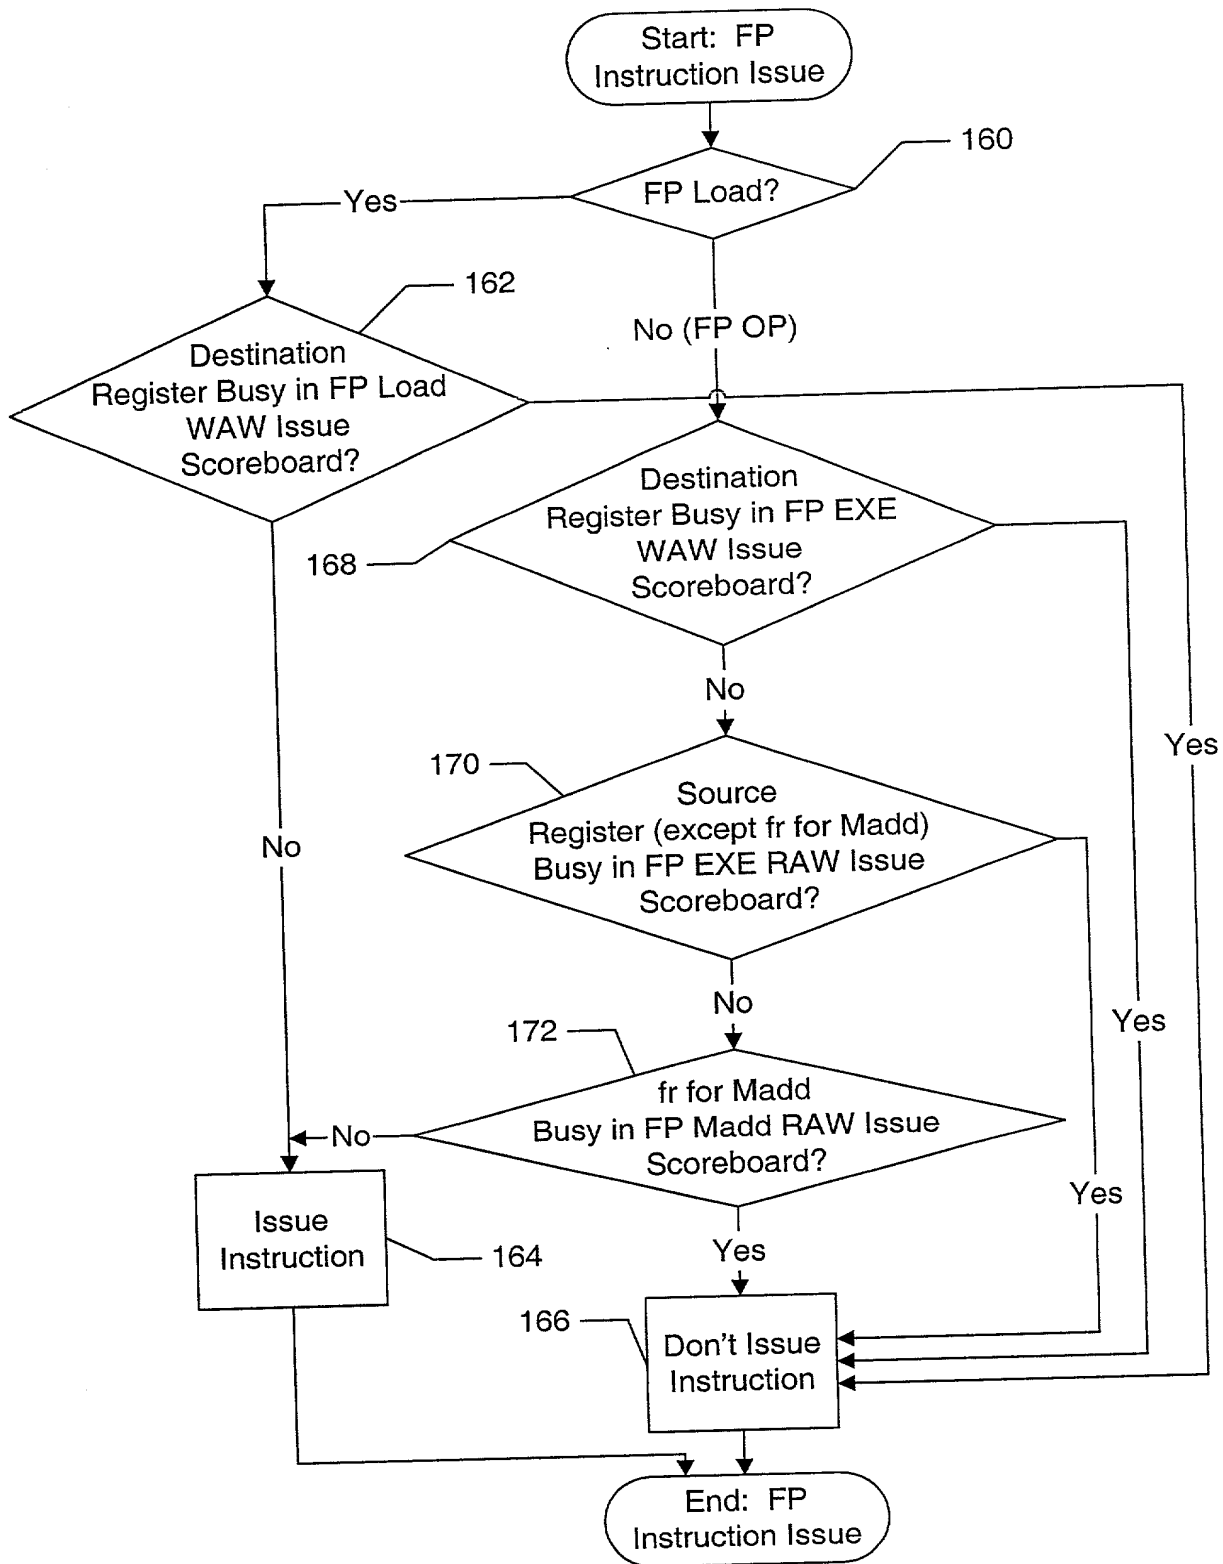 Start: FP
Instruction Issue
160
FP Load?
Yes
162
No (FP OP)
Destination
Register Busy in FP Load
WAW Issue
Scoreboard?
Destination
Register Busy in FP EXE
WAW Issue
Scoreboard?
168
No
Yes
170
Source
Register (except fr for Madd)
Busy in FP EXE RAW Issue
Scoreboard?
No
No
Yes
172
fr for Madd
Busy in FP Madd RAW Issue
Scoreboard?
No
Yes
Issue
Instruction
164
Yes
166
Don't Issue
Instruction
End: FP
Instruction Issue